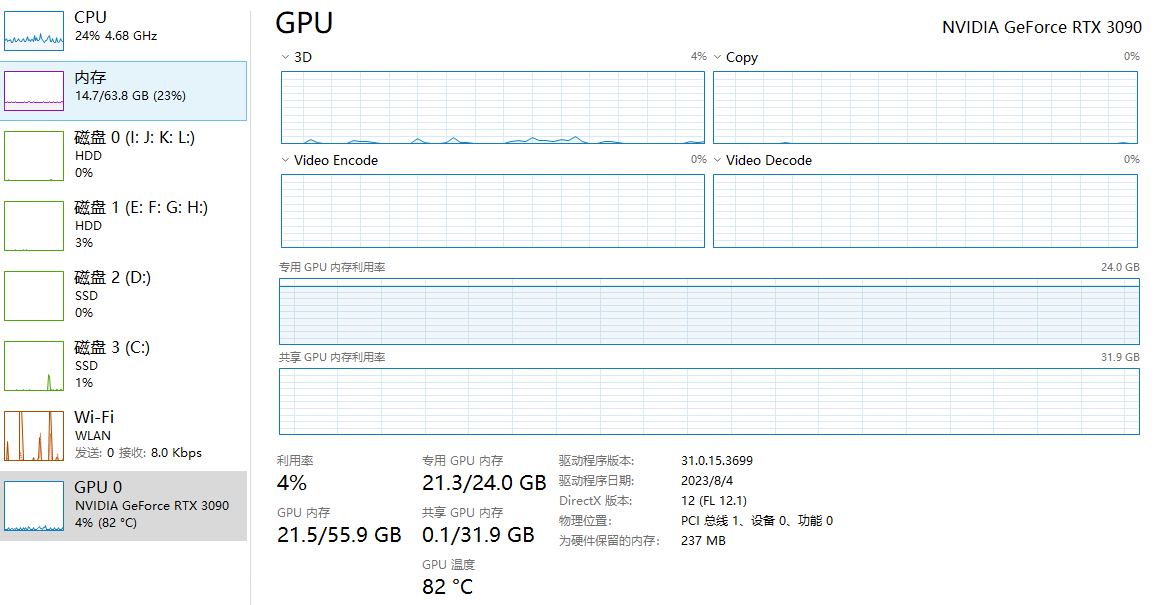 CPU
24% 4.68 GHz
内存
14.7/63.8 GB (23%)
磁盘 0 (I: J: K: L:)
HDD
0%
磁盘 1 (E: F: G: H:)
HDD
3%
磁盘 2 (D:)
SSD
0%
磁盘 3 (C:)
SSD
1%
Wi-Fi
WLAN
发送: 0 接收: 8.0 Kbps
GPU 0
NVIDIA GeForce RTX 3090
4% (82 °C)
GPU
NVIDIA GeForce RTX 3090
3D 4%
Copy 0%
Video Encode 0%
Video Decode 0%
专用 GPU 内存利用率 24.0 GB
共享 GPU 内存利用率 31.9 GB
利用率
4%
GPU 内存
21.5/55.9 GB
专用 GPU 内存
21.3/24.0 GB
共享 GPU 内存
0.1/31.9 GB
GPU 温度
82 °C
驱动程序版本: 31.0.15.3699
驱动程序日期: 2023/8/4
DirectX 版本: 12 (FL 12.1)
物理位置: PCI 总线 1、设备 0、功能 0
为硬件保留的内存: 237 MB